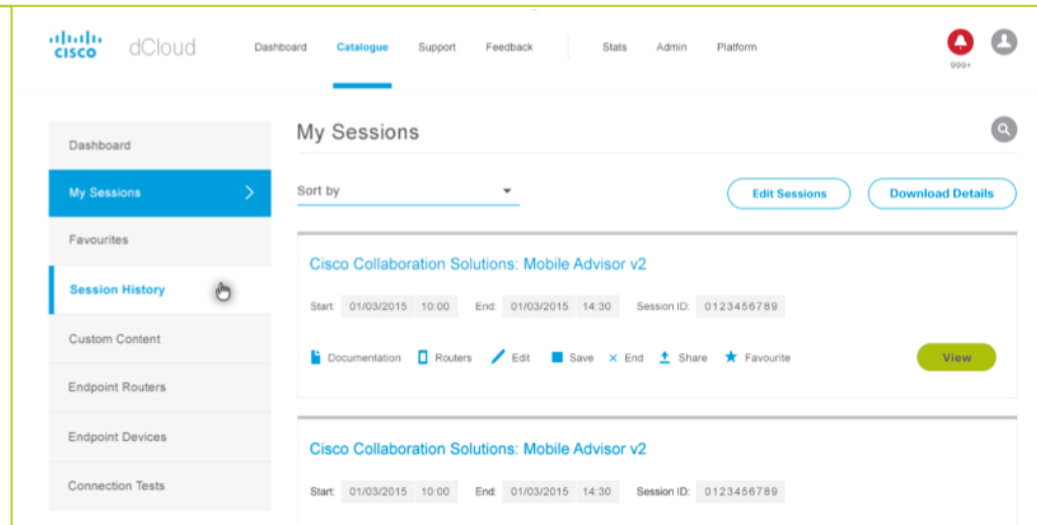 cisco dCloud Dashboard Catalogue Support Feedback Stats Admin Platform
999+
Dashboard
My Sessions
Favourites
Session History
Custom Content
Endpoint Routers
Endpoint Devices
Connection Tests
My Sessions
Sort by Edit Sessions Download Details
Cisco Collaboration Solutions: Mobile Advisor v2
Start: 01/03/2015 10:00 End: 01/03/2015 14:30 Session ID: 0123456789
Documentation Routers Edit Save End Share Favourite View
Cisco Collaboration Solutions: Mobile Advisor v2
Start: 01/03/2015 10:00 End: 01/03/2015 14:30 Session ID: 0123456789